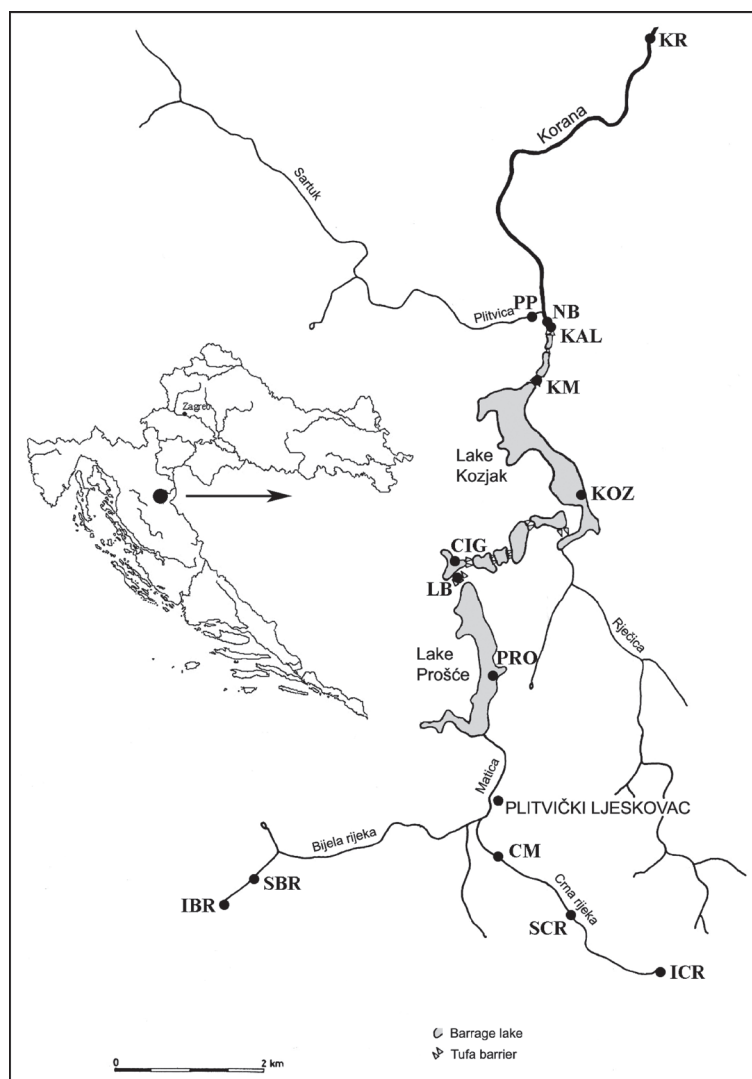 KR
Korana
Sartuk
PP
NB
Plitvica
KAL
KM
Zagreb
Lake
Kozjak
KOZ
CIG
LB
Rječica
Lake
Prošće
PRO
Matica
PLITVIČKI LJESKOVAC
Bijela rijeka
CM
SBR
IBR
Crna rijeka
SCR
ICR
Barrage lake
Tufa barrier
0 2 km